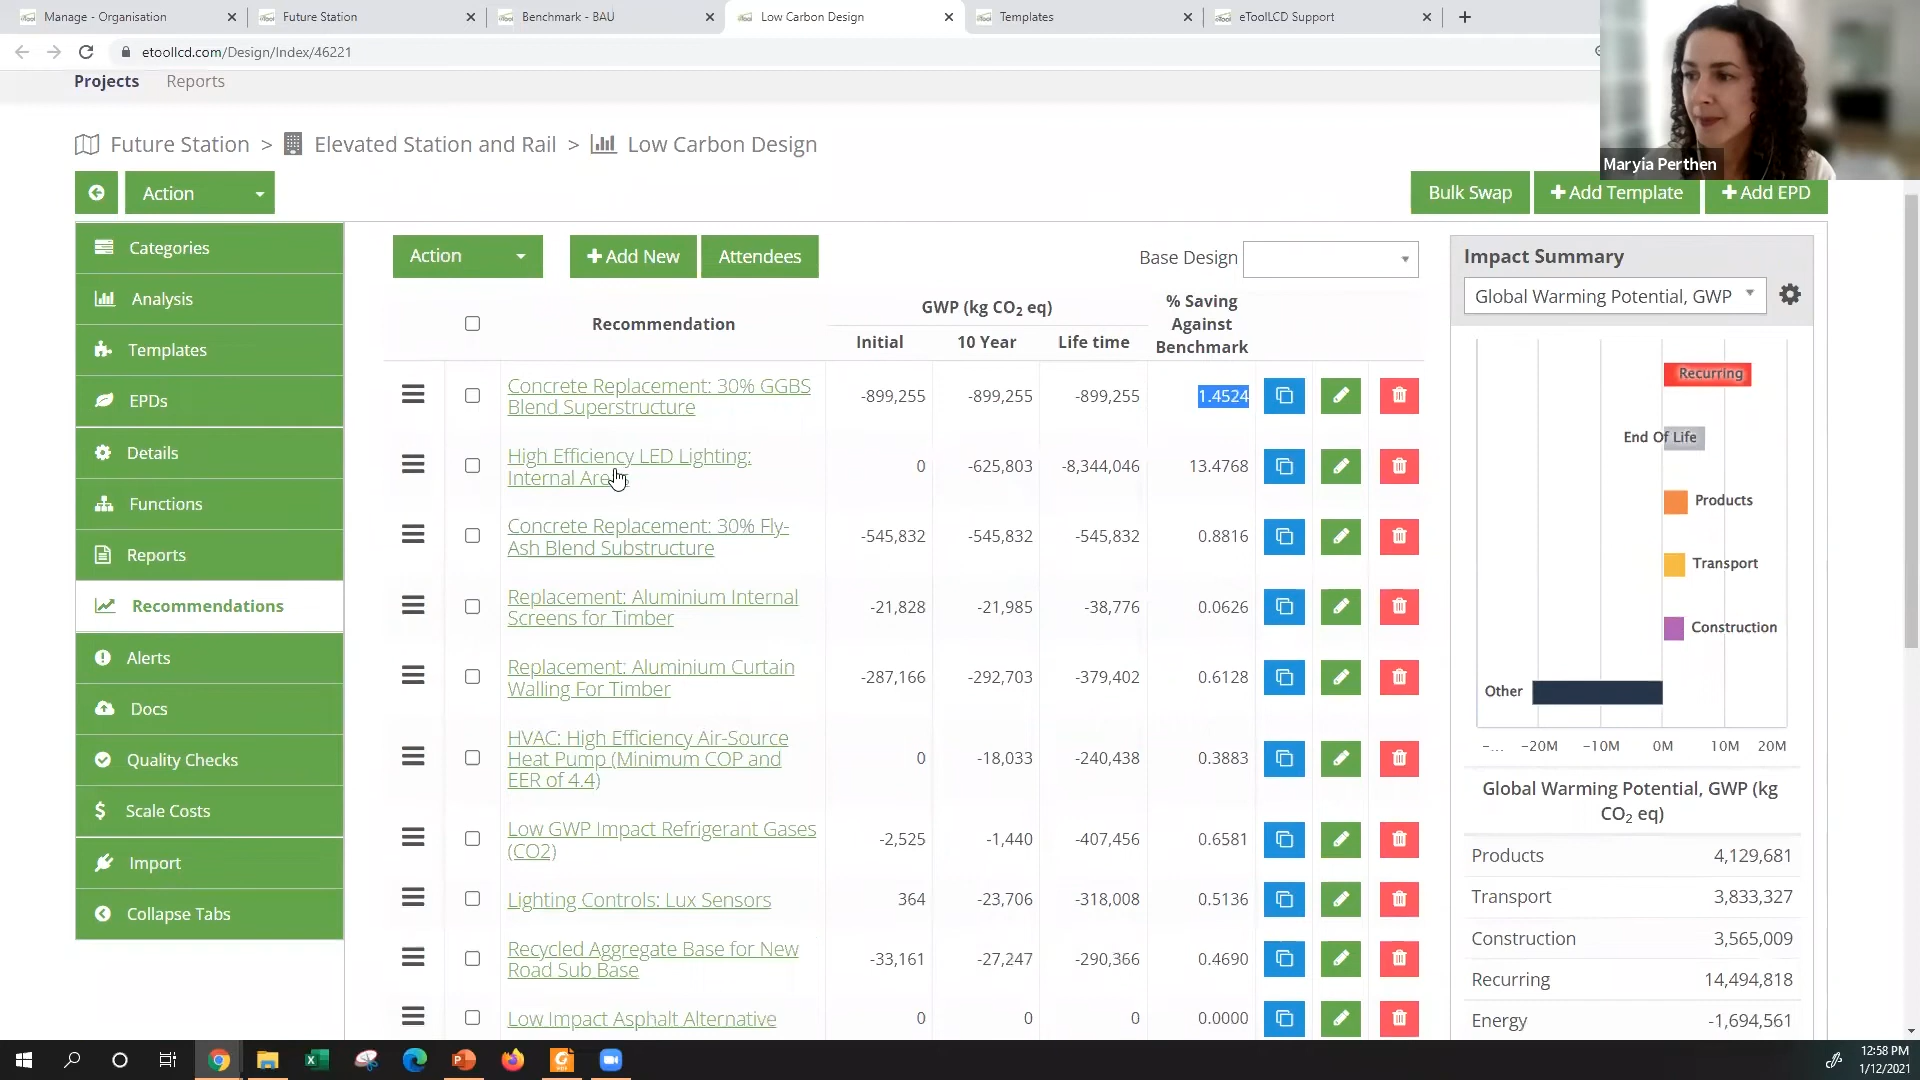 Manage - Organisation
Future Station
Benchmark - BAU
Low Carbon Design
Templates
eToolLCD Support
etoollcd.com/Design/Index/46221
Projects
Reports
Maryia Perthen
Future Station > Elevated Station and Rail > Low Carbon Design
Action
Bulk Swap
Add Template
Add EPD
Categories
Analysis
Templates
EPDs
Details
Functions
Reports
Recommendations
Alerts
Docs
Quality Checks
Scale Costs
Import
Collapse Tabs
Action
Add New
Attendees
Base Design
Recommendation
GWP (kg CO2 eq)
Initial
10 Year
Life time
% Saving
Against
Benchmark
Concrete Replacement: 30% GGBS
Blend Superstructure
-899,255
-899,255
-899,255
1.4524
High Efficiency LED Lighting:
Internal
0
-625,803
-8,344,046
13.4768
Concrete Replacement: 30% Fly-
Ash Blend Substructure
-545,832
-545,832
-545,832
0.8816
Replacement: Aluminium Internal
Screens for Timber
-21,828
-21,985
-38,776
0.0626
Replacement: Aluminium Curtain
Walling For Timber
-287,166
-292,703
-379,402
0.6128
HVAC: High Efficiency Air-Source
Heat Pump (Minimum COP and
EER of 4.4)
0
-18,033
-240,438
0.3883
Low GWP Impact Refrigerant Gases
(CO2)
-2,525
-1,440
-407,456
0.6581
Lighting Controls: Lux Sensors
364
-23,706
-318,008
0.5136
Recycled Aggregate Base for New
Road Sub Base
-33,161
-27,247
-290,366
0.4690
Low Impact Asphalt Alternative
0
0
0
0.0000
Impact Summary
Global Warming Potential, GWP
Recurring
End Of Life
Products
Transport
Construction
Other
-...
-20M
-10M
0M
10M
20M
Global Warming Potential, GWP (kg
CO2 eq)
Products 4,129,681
Transport 3,833,327
Construction 3,565,009
Recurring 14,494,818
Energy -1,694,561
12:58 PM
1/12/2021